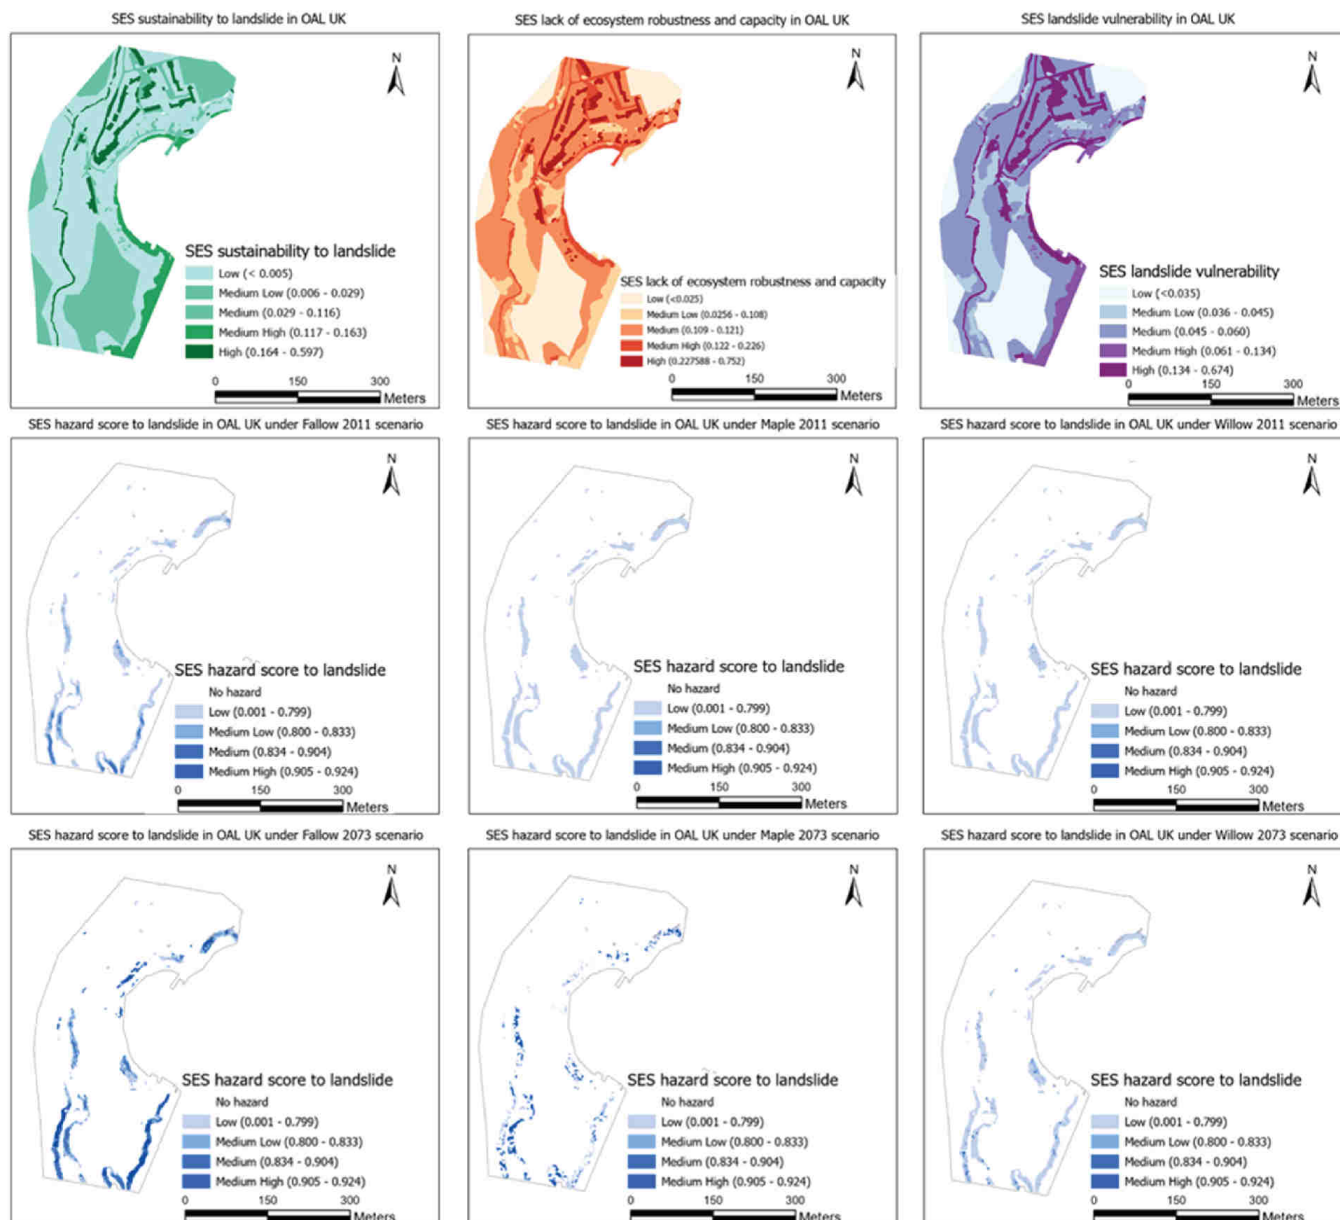 SES sustainability to landslide in OAL UK
N
SES sustainability to landslide
Low (< 0.005)
Medium Low (0.006 - 0.029)
Medium (0.029 - 0.116)
Medium High (0.117 - 0.163)
High (0.164 - 0.597)
0 150 300
Meters
SES lack of ecosystem robustness and capacity in OAL UK
N
SES lack of ecosystem robustness and capacity
Low (<0.025)
Medium Low (0.0256 - 0.108)
Medium (0.109 - 0.121)
Medium High (0.122 - 0.226)
High (0.227588 - 0.752)
0 150 300
Meters
SES landslide vulnerability in OAL UK
N
SES landslide vulnerability
Low (<0.035)
Medium Low (0.036 - 0.045)
Medium (0.045 - 0.060)
Medium High (0.061 - 0.134)
High (0.134 - 0.674)
0 150 300
Meters
SES hazard score to landslide in OAL UK under Fallow 2011 scenario
N
SES hazard score to landslide
No hazard
Low (0.001 - 0.799)
Medium Low (0.800 - 0.833)
Medium (0.834 - 0.904)
Medium High (0.905 - 0.924)
0 150 300
Meters
SES hazard score to landslide in OAL UK under Maple 2011 scenario
N
SES hazard score to landslide
No hazard
Low (0.001 - 0.799)
Medium Low (0.800 - 0.833)
Medium (0.834 - 0.904)
Medium High (0.905 - 0.924)
0 150 300
Meters
SES hazard score to landslide in OAL UK under Willow 2011 scenario
N
SES hazard score to landslide
No hazard
Low (0.001 - 0.799)
Medium Low (0.800 - 0.833)
Medium (0.834 - 0.904)
Medium High (0.905 - 0.924)
0 150 300
Meters
SES hazard score to landslide in OAL UK under Fallow 2073 scenario
N
SES hazard score to landslide
No hazard
Low (0.001 - 0.799)
Medium Low (0.800 - 0.833)
Medium (0.834 - 0.904)
Medium High (0.905 - 0.924)
0 150 300
Meters
SES hazard score to landslide in OAL UK under Maple 2073 scenario
N
SES hazard score to landslide
No hazard
Low (0.001 - 0.799)
Medium Low (0.800 - 0.833)
Medium (0.834 - 0.904)
Medium High (0.905 - 0.924)
0 150 300
Meters
SES hazard score to landslide in OAL UK under Willow 2073 scenario
N
SES hazard score to landslide
No hazard
Low (0.001 - 0.799)
Medium Low (0.800 - 0.833)
Medium (0.834 - 0.904)
Medium High (0.905 - 0.924)
0 150 300
Meters